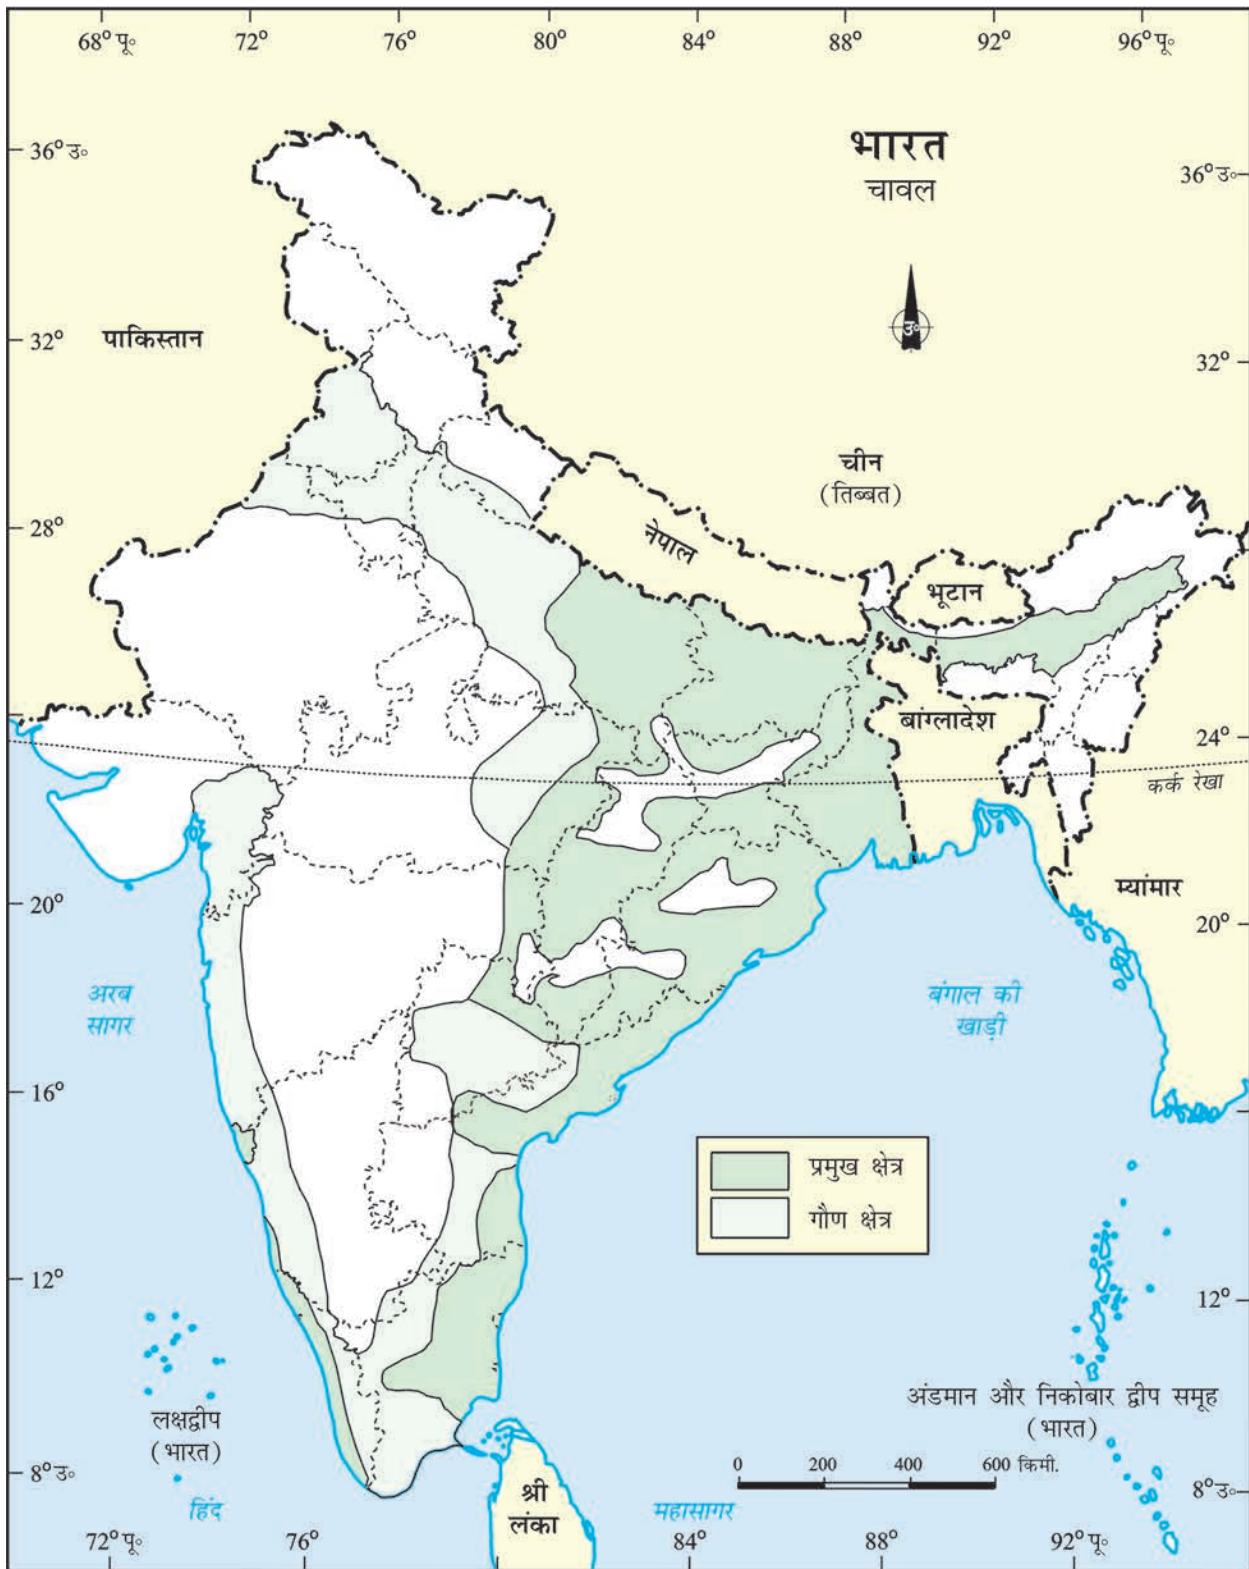 68° पू॰ 72° 76° 80° 84° 88° 92° 96° पू॰
भारत
चावल
36° उ॰
36° उ॰
उ॰
पाकिस्तान
32°
32°
चीन
(तिब्बत)
28°
नेपाल
भूटान
बांग्लादेश
24°
कर्क रेखा
20°
म्यांमार
20°
अरब
सागर
बंगाल की
खाड़ी
16°
प्रमुख क्षेत्र
गौण क्षेत्र
12°
12°
अंडमान और निकोबार द्वीप समूह
(भारत)
लक्षद्वीप
(भारत)
0 200 400 600 किमी.
8° उ॰
8° उ॰
श्री
लंका
हिंद
महासागर
72° पू॰ 76° 84° 88° 92° पू॰